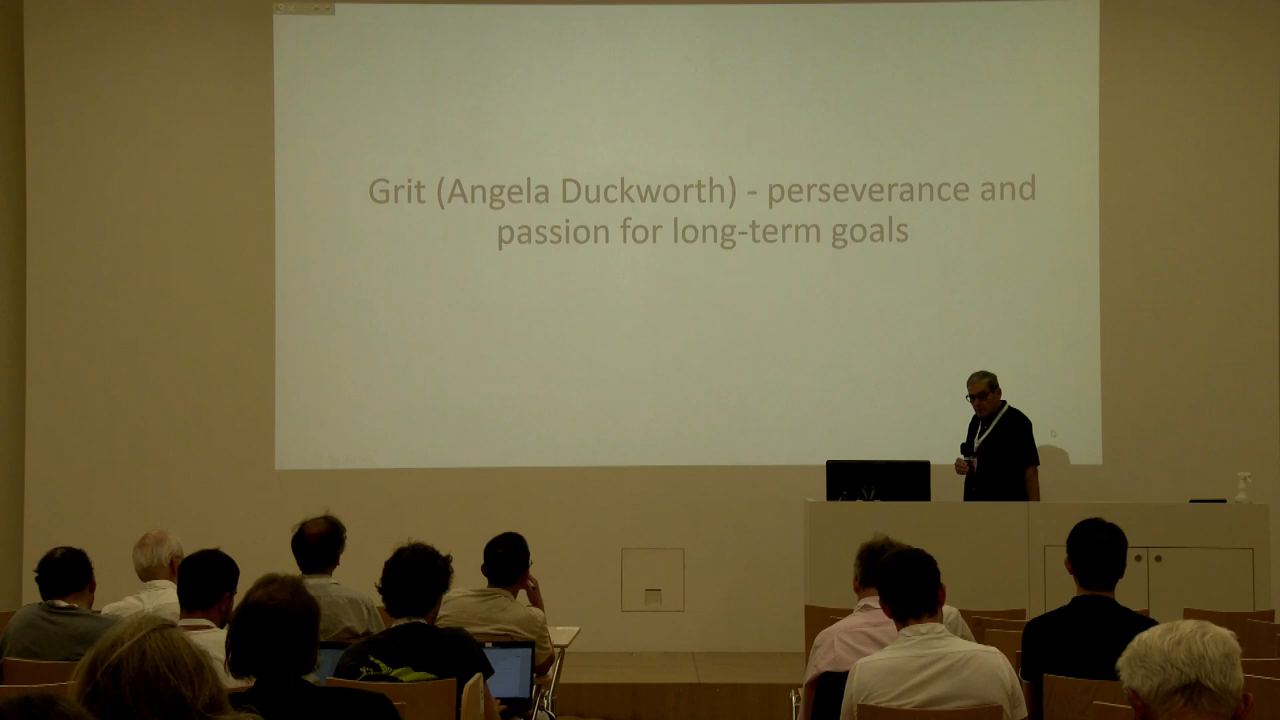 Grit (Angela Duckworth) - perseverance and
passion for long-term goals